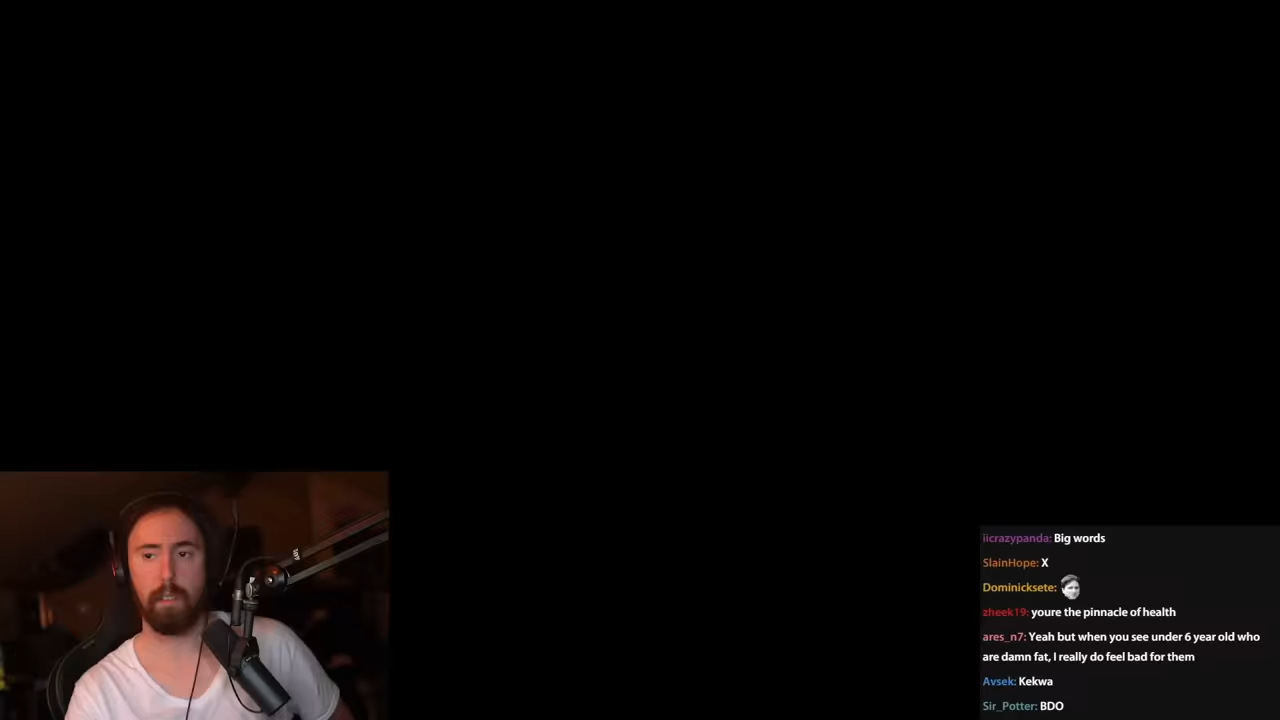 iicrazypanda: Big words
SlainHope: X
Dominicksete:
zheek19: youre the pinnacle of health
ares_n7: Yeah but when you see under 6 year old who
are damn fat, I really do feel bad for them
Avsek: Kekwa
Sir_Potter: BDO